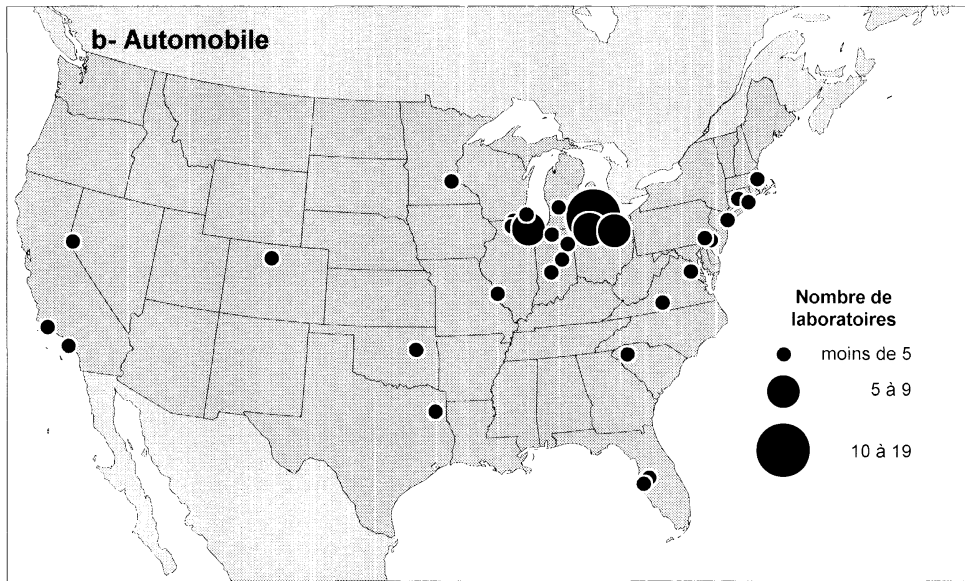 b- Automobile
Nombre de
laboratoires
moins de 5
5 à 9
10 à 19